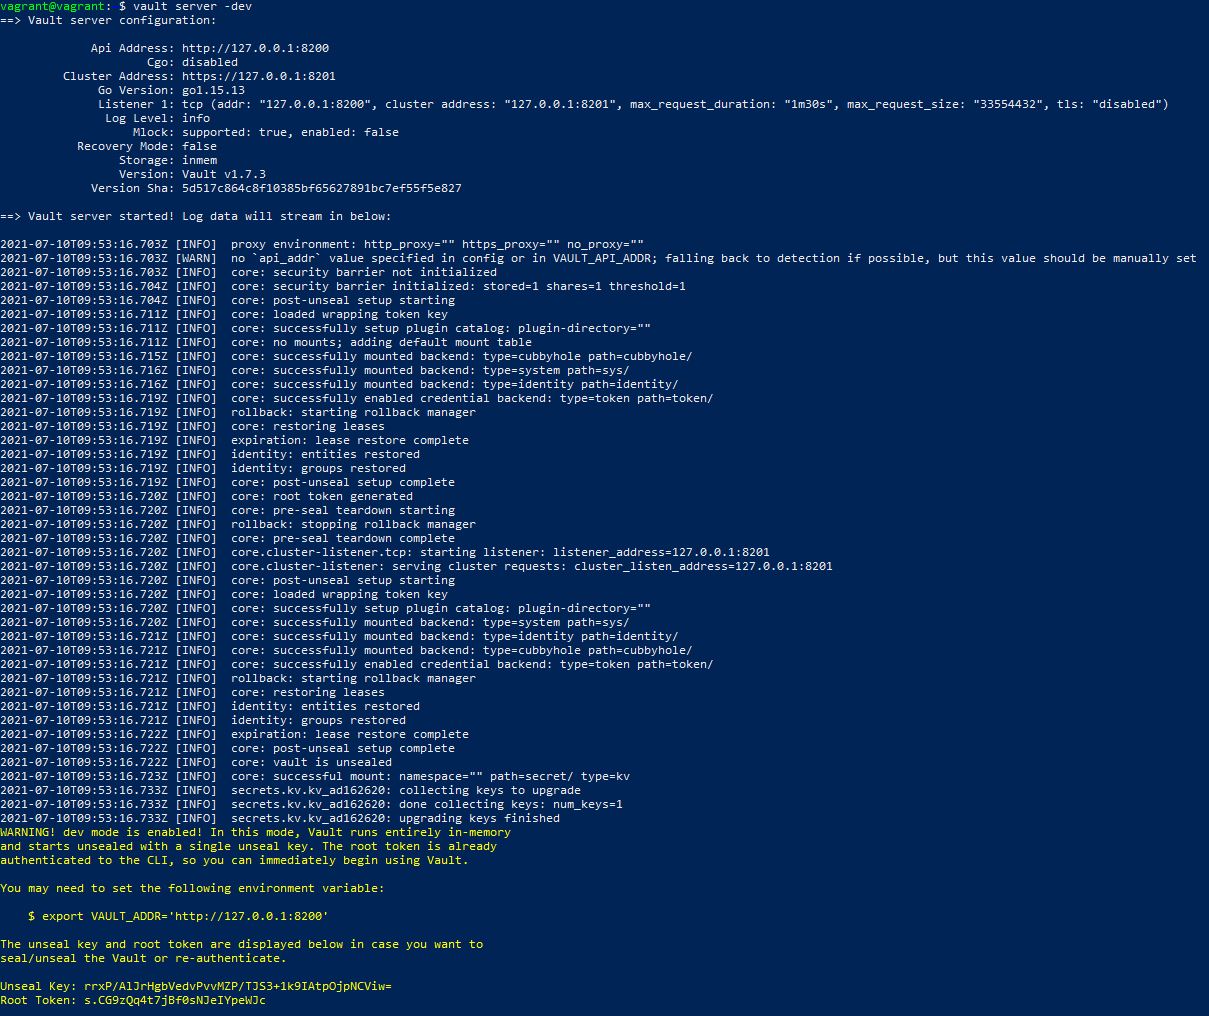 vagrant@vagrant: $ vault server -dev
==> Vault server configuration:
Api Address: http://127.0.0.1:8200
Cgo: disabled
Cluster Address: https://127.0.0.1:8201
Go Version: go1.15.13
Listener 1: tcp (addr: "127.0.0.1:8200", cluster address: "127.0.0.1:8201", max_request_duration: "1m30s", max_request_size: "33554432", tls: "disabled")
Log Level: info
Mlock: supported: true, enabled: false
Recovery Mode: false
Storage: inmem
Version: Vault v1.7.3
Version Sha: 5d517c864c8f10385bf65627891bc7ef55f5e827
==> Vault server started! Log data will stream in below:
2021-07-10T09:53:16.703Z [INFO]  proxy environment: http_proxy="" https_proxy="" no_proxy=""
2021-07-10T09:53:16.703Z [WARN]  no `api_addr` value specified in config or in VAULT_API_ADDR; falling back to detection if possible, but this value should be manually set
2021-07-10T09:53:16.703Z [INFO]  core: security barrier not initialized
2021-07-10T09:53:16.704Z [INFO]  core: security barrier initialized: stored=1 shares=1 threshold=1
2021-07-10T09:53:16.704Z [INFO]  core: post-unseal setup starting
2021-07-10T09:53:16.711Z [INFO]  core: loaded wrapping token key
2021-07-10T09:53:16.711Z [INFO]  core: successfully setup plugin catalog: plugin-directory=""
2021-07-10T09:53:16.711Z [INFO]  core: no mounts; adding default mount table
2021-07-10T09:53:16.715Z [INFO]  core: successfully mounted backend: type=cubbyhole path=cubbyhole/
2021-07-10T09:53:16.716Z [INFO]  core: successfully mounted backend: type=system path=sys/
2021-07-10T09:53:16.716Z [INFO]  core: successfully mounted backend: type=identity path=identity/
2021-07-10T09:53:16.719Z [INFO]  core: successfully enabled credential backend: type=token path=token/
2021-07-10T09:53:16.719Z [INFO]  rollback: starting rollback manager
2021-07-10T09:53:16.719Z [INFO]  core: restoring leases
2021-07-10T09:53:16.719Z [INFO]  expiration: lease restore complete
2021-07-10T09:53:16.719Z [INFO]  identity: entities restored
2021-07-10T09:53:16.719Z [INFO]  identity: groups restored
2021-07-10T09:53:16.719Z [INFO]  core: post-unseal setup complete
2021-07-10T09:53:16.720Z [INFO]  core: root token generated
2021-07-10T09:53:16.720Z [INFO]  core: pre-seal teardown starting
2021-07-10T09:53:16.720Z [INFO]  rollback: stopping rollback manager
2021-07-10T09:53:16.720Z [INFO]  core: pre-seal teardown complete
2021-07-10T09:53:16.720Z [INFO]  core.cluster-listener.tcp: starting listener: listener_address=127.0.0.1:8201
2021-07-10T09:53:16.720Z [INFO]  core.cluster-listener: serving cluster requests: cluster_listen_address=127.0.0.1:8201
2021-07-10T09:53:16.720Z [INFO]  core: post-unseal setup starting
2021-07-10T09:53:16.720Z [INFO]  core: loaded wrapping token key
2021-07-10T09:53:16.720Z [INFO]  core: successfully setup plugin catalog: plugin-directory=""
2021-07-10T09:53:16.720Z [INFO]  core: successfully mounted backend: type=system path=sys/
2021-07-10T09:53:16.721Z [INFO]  core: successfully mounted backend: type=identity path=identity/
2021-07-10T09:53:16.721Z [INFO]  core: successfully mounted backend: type=cubbyhole path=cubbyhole/
2021-07-10T09:53:16.721Z [INFO]  core: successfully enabled credential backend: type=token path=token/
2021-07-10T09:53:16.721Z [INFO]  rollback: starting rollback manager
2021-07-10T09:53:16.721Z [INFO]  core: restoring leases
2021-07-10T09:53:16.721Z [INFO]  identity: entities restored
2021-07-10T09:53:16.721Z [INFO]  identity: groups restored
2021-07-10T09:53:16.722Z [INFO]  expiration: lease restore complete
2021-07-10T09:53:16.722Z [INFO]  core: post-unseal setup complete
2021-07-10T09:53:16.722Z [INFO]  core: vault is unsealed
2021-07-10T09:53:16.723Z [INFO]  core: successful mount: namespace="" path=secret/ type=kv
2021-07-10T09:53:16.733Z [INFO]  secrets.kv.kv_ad162620: collecting keys to upgrade
2021-07-10T09:53:16.733Z [INFO]  secrets.kv.kv_ad162620: done collecting keys: num_keys=1
2021-07-10T09:53:16.733Z [INFO]  secrets.kv.kv_ad162620: upgrading keys finished
WARNING! dev mode is enabled! In this mode, Vault runs entirely in-memory
and starts unsealed with a single unseal key. The root token is already
authenticated to the CLI, so you can immediately begin using Vault.
You may need to set the following environment variable:
$ export VAULT_ADDR='http://127.0.0.1:8200'
The unseal key and root token are displayed below in case you want to
seal/unseal the Vault or re-authenticate.
Unseal Key: rrxP/AlJrHgbVedvPvvMZP/TJS3+1k9IAtpOjpNCViw=
Root Token: s.CG9zQq4t7jBf0sNJeIYpeWJc